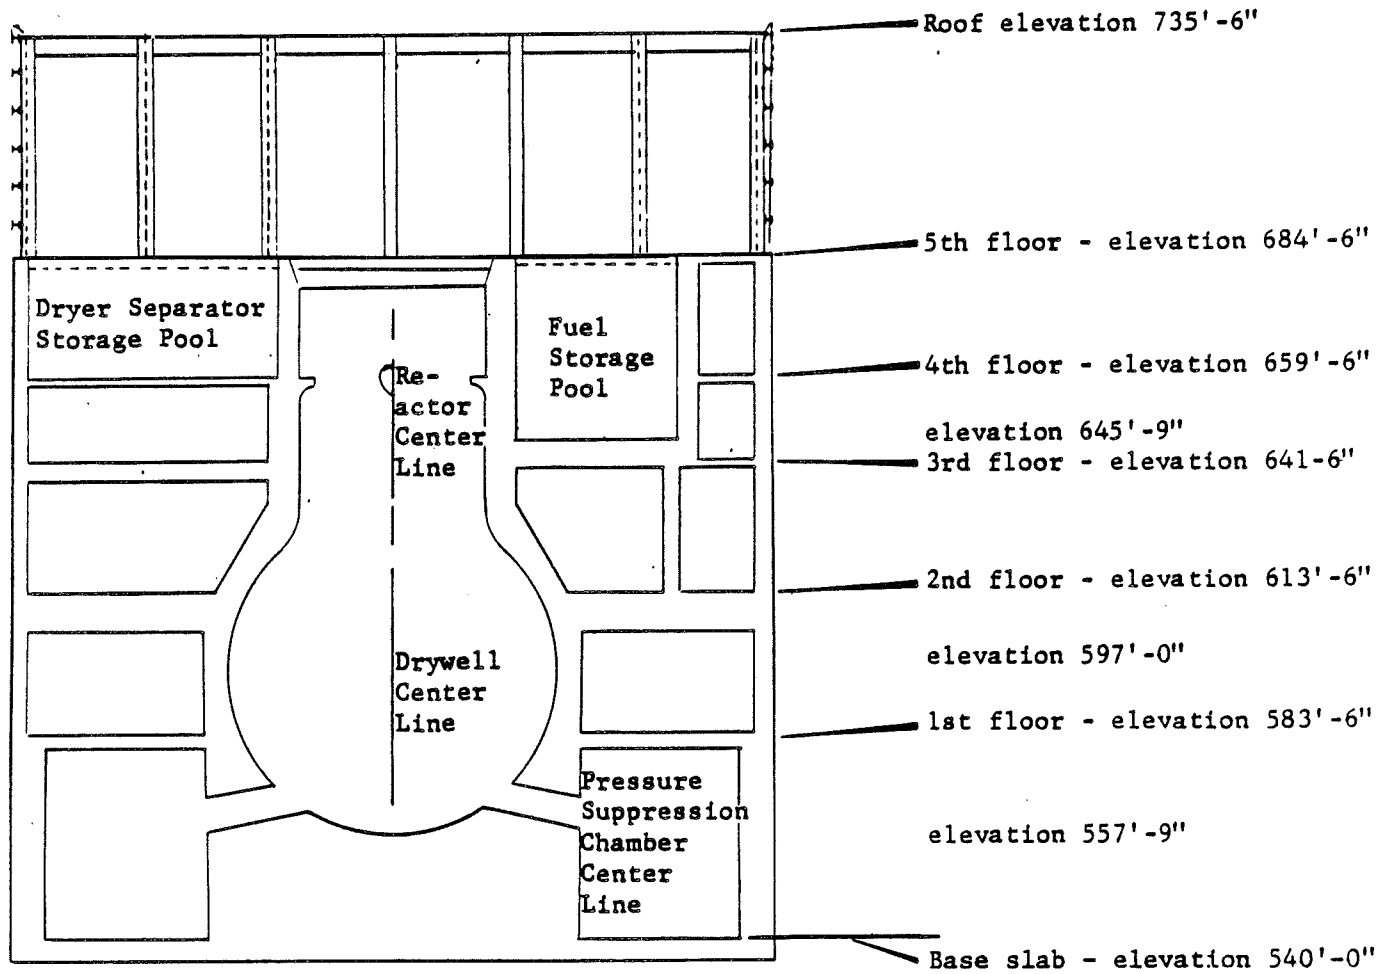 Roof elevation 735'-6"
5th floor - elevation 684'-6"
Dryer Separator
Storage Pool
Fuel
Storage
Pool
4th floor - elevation 659'-6"
Re-
actor
Center
Line
elevation 645'-9"
3rd floor - elevation 641-6"
2nd floor - elevation 613'-6"
Drywell
Center
Line
elevation 597'-0"
1st floor - elevation 583'-6"
Pressure
Suppression
Chamber
Center
Line
elevation 557'-9"
Base slab - elevation 540'-0"